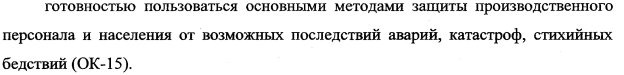 готовностью пользоваться основными методами защиты производственного
персонала и населения от возможных последствий аварий, катастроф, стихийных
бедствий (ОК-15).